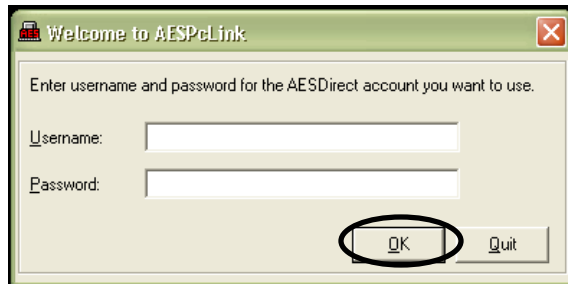 AES Welcome to AESPcLink
Enter username and password for the AESDirect account you want to use.
Username:
Password:
OK Quit